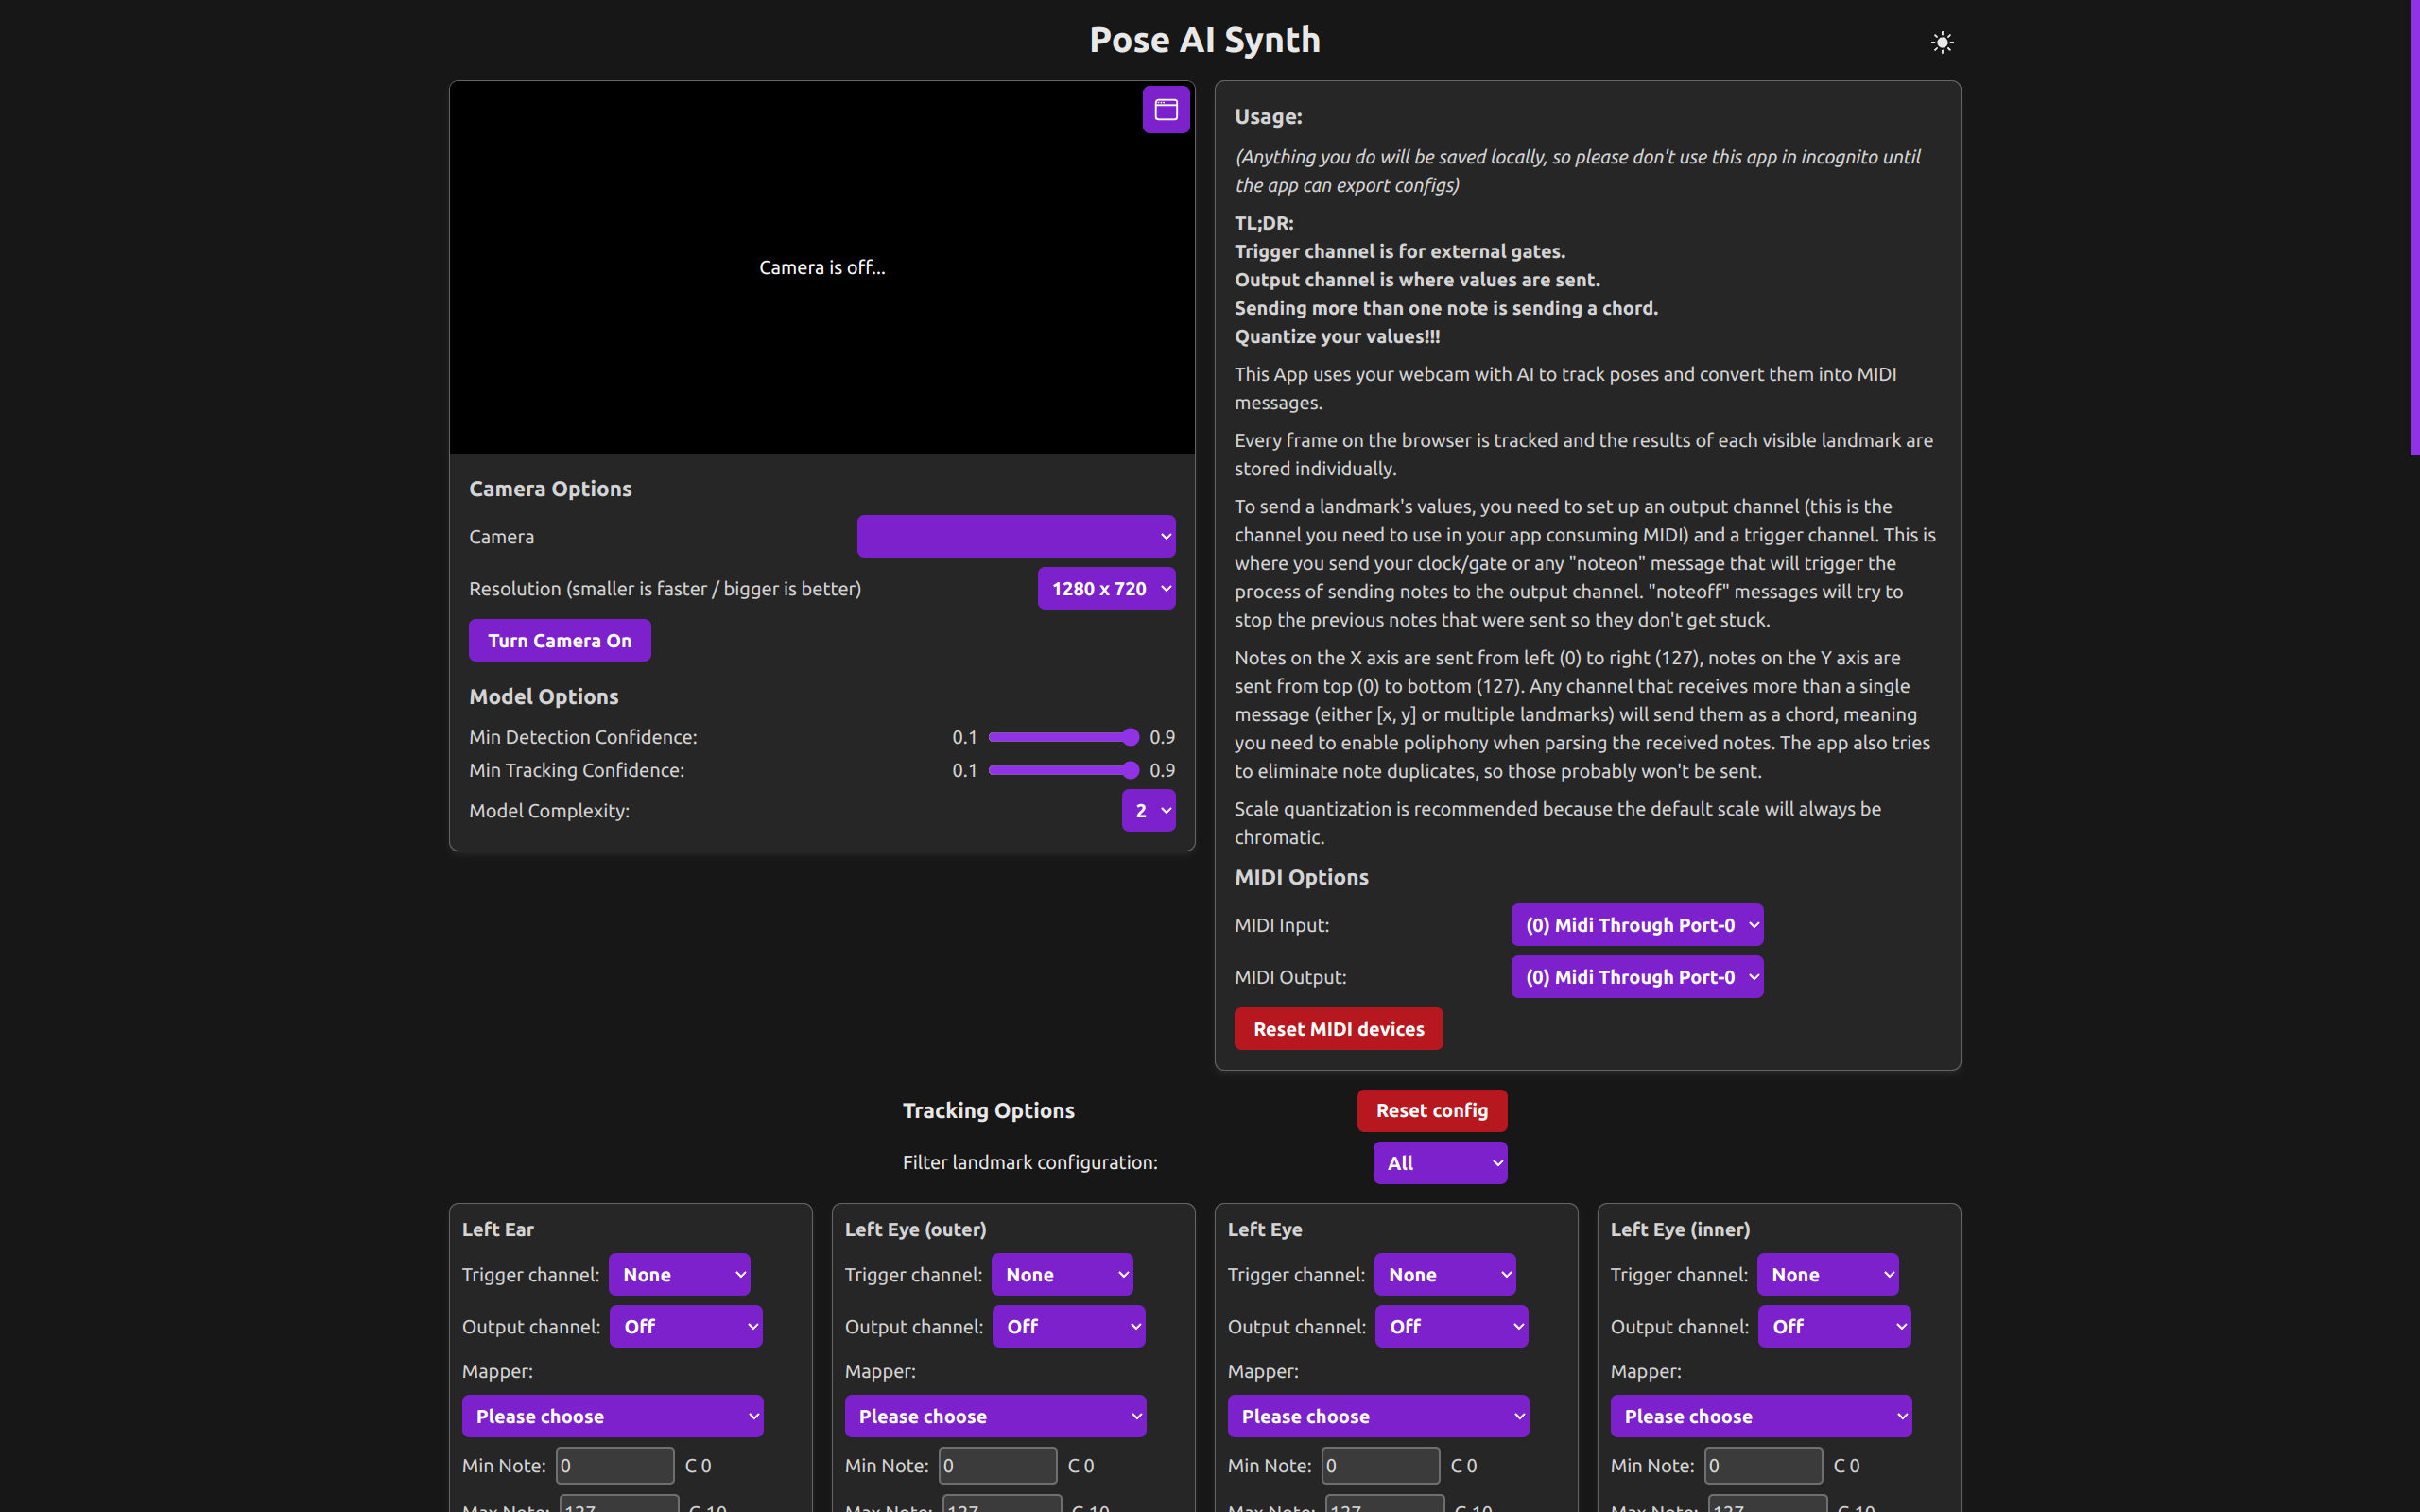 Pose AI Synth
Camera is off...
Camera Options
Camera
Resolution (smaller is faster / bigger is better)
1280 x 720
Turn Camera On
Model Options
Min Detection Confidence:
0.1
0.9
Min Tracking Confidence:
0.1
0.9
Model Complexity:
2
Usage:
(Anything you do will be saved locally, so please don't use this app in incognito until
the app can export configs)
TL;DR:
Trigger channel is for external gates.
Output channel is where values are sent.
Sending more than one note is sending a chord.
Quantize your values!!!
This App uses your webcam with AI to track poses and convert them into MIDI
messages.
Every frame on the browser is tracked and the results of each visible landmark are
stored individually.
To send a landmark's values, you need to set up an output channel (this is the
channel you need to use in your app consuming MIDI) and a trigger channel. This is
where you send your clock/gate or any "noteon" message that will trigger the
process of sending notes to the output channel. "noteoff" messages will try to
stop the previous notes that were sent so they don't get stuck.
Notes on the X axis are sent from left (0) to right (127), notes on the Y axis are
sent from top (0) to bottom (127). Any channel that receives more than a single
message (either [x, y] or multiple landmarks) will send them as a chord, meaning
you need to enable poliphony when parsing the received notes. The app also tries
to eliminate note duplicates, so those probably won't be sent.
Scale quantization is recommended because the default scale will always be
chromatic.
MIDI Options
MIDI Input:
(0) Midi Through Port-0
MIDI Output:
(0) Midi Through Port-0
Reset MIDI devices
Tracking Options
Reset config
Filter landmark configuration:
All
Left Ear
Trigger channel:
None
Output channel:
Off
Mapper:
Please choose
Min Note:
0
C 0
Max Note:
127
G 10
Left Eye (outer)
Trigger channel:
None
Output channel:
Off
Mapper:
Please choose
Min Note:
0
C 0
Max Note:
127
G 10
Left Eye
Trigger channel:
None
Output channel:
Off
Mapper:
Please choose
Min Note:
0
C 0
Max Note:
127
G 10
Left Eye (inner)
Trigger channel:
None
Output channel:
Off
Mapper:
Please choose
Min Note:
0
C 0
Max Note:
127
G 10